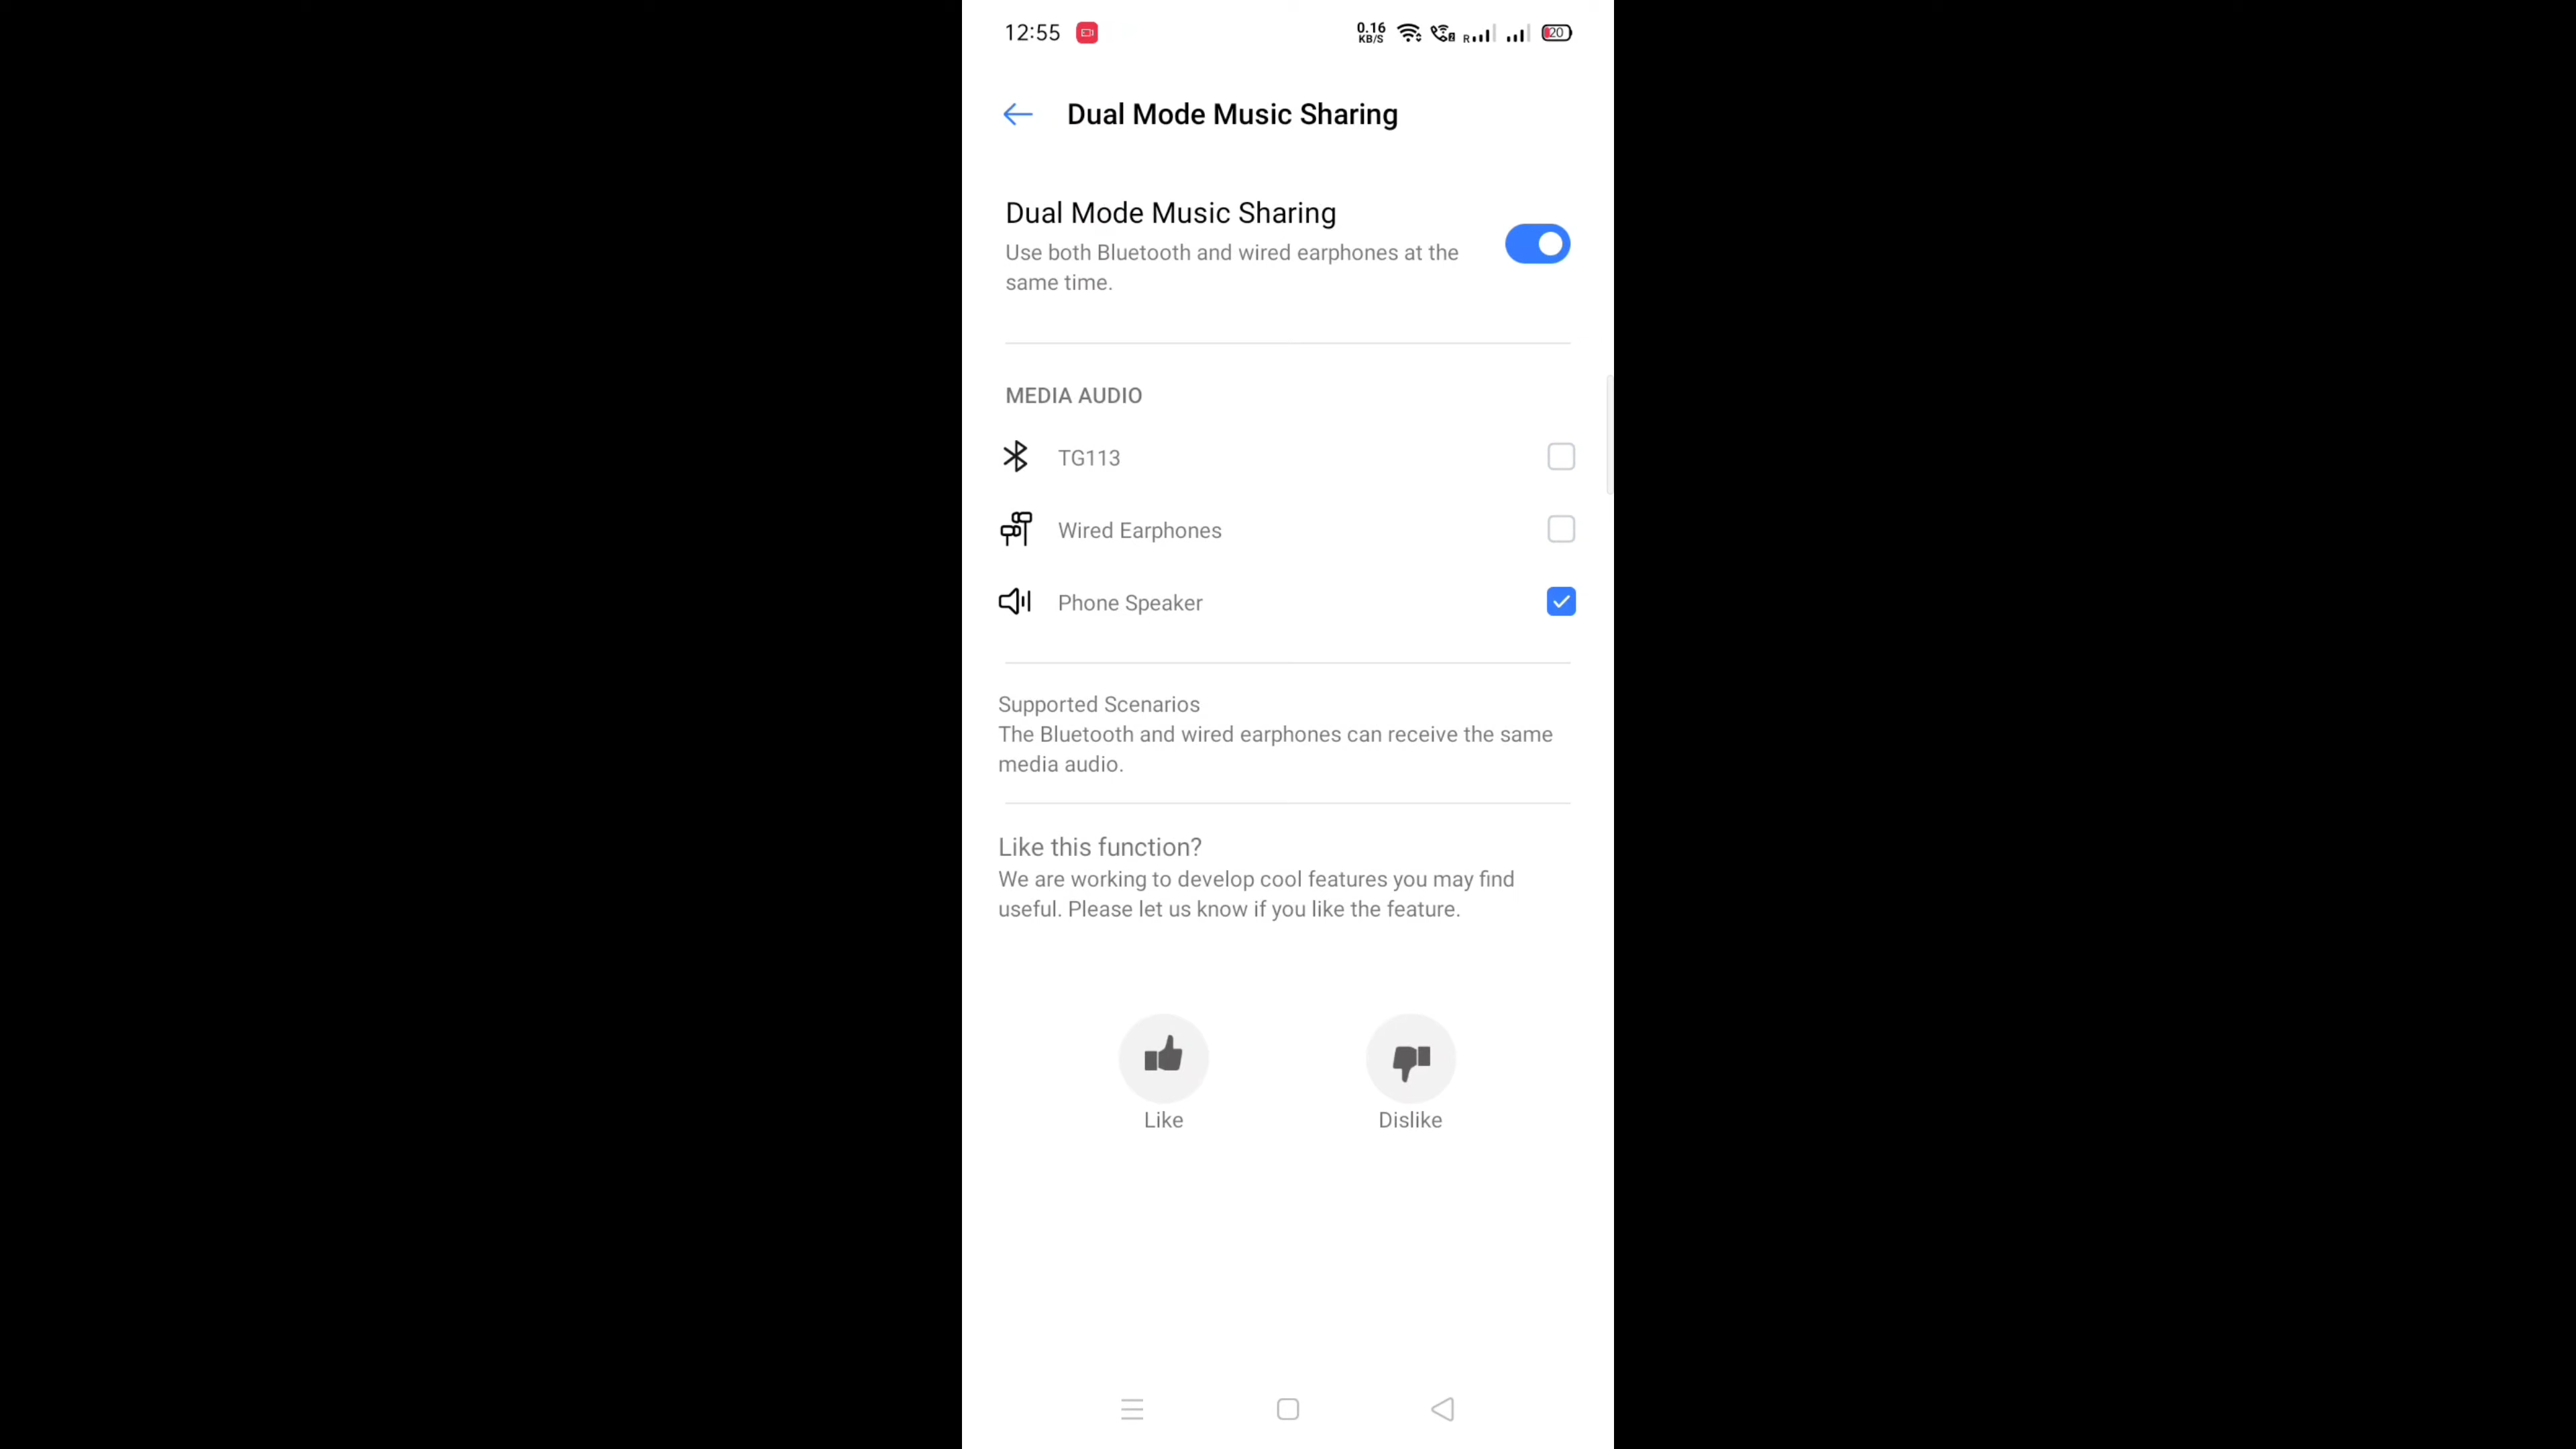 12:55
0.16
KB/S
R
20
Dual Mode Music Sharing
Dual Mode Music Sharing
Use both Bluetooth and wired earphones at the
same time.
MEDIA AUDIO
TG113
Wired Earphones
Phone Speaker
Supported Scenarios
The Bluetooth and wired earphones can receive the same
media audio.
Like this function?
We are working to develop cool features you may find
useful. Please let us know if you like the feature.
Like
Dislike